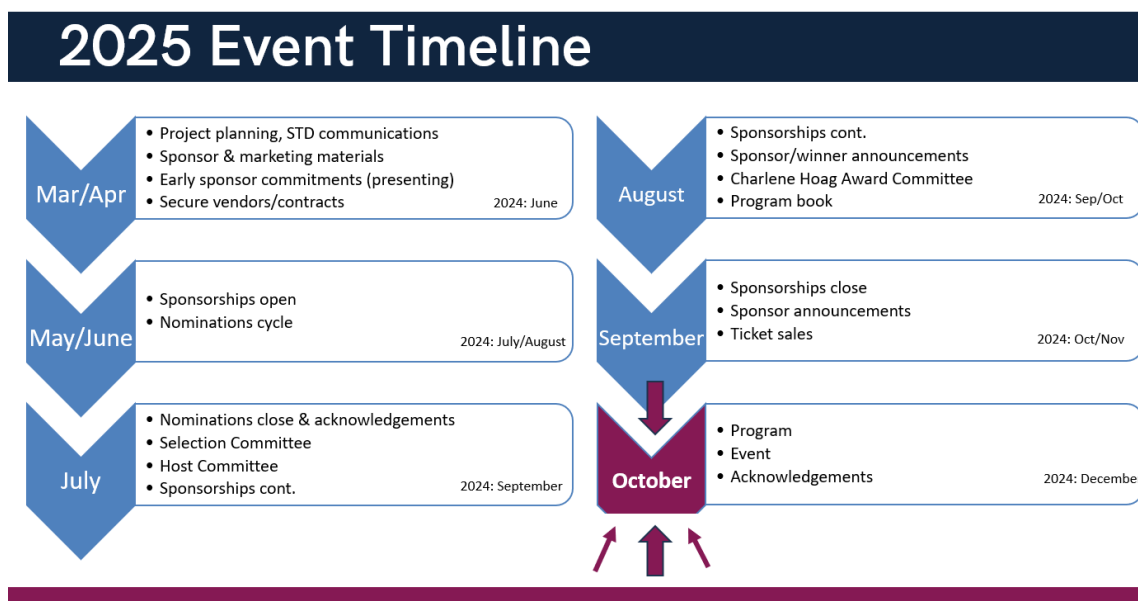 2025 Event Timeline
Mar/Apr
• Project planning, STD communications
• Sponsor & marketing materials
• Early sponsor commitments (presenting)
• Secure vendors/contracts
2024: June
May/June
• Sponsorships open
• Nominations cycle
2024: July/August
July
• Nominations close & acknowledgements
• Selection Committee
• Host Committee
• Sponsorships cont.
2024: September
August
• Sponsorships cont.
• Sponsor/winner announcements
• Charlene Hoag Award Committee
• Program book
2024: Sep/Oct
September
• Sponsorships close
• Sponsor announcements
• Ticket sales
2024: Oct/Nov
October
• Program
• Event
• Acknowledgements
2024: Decembe